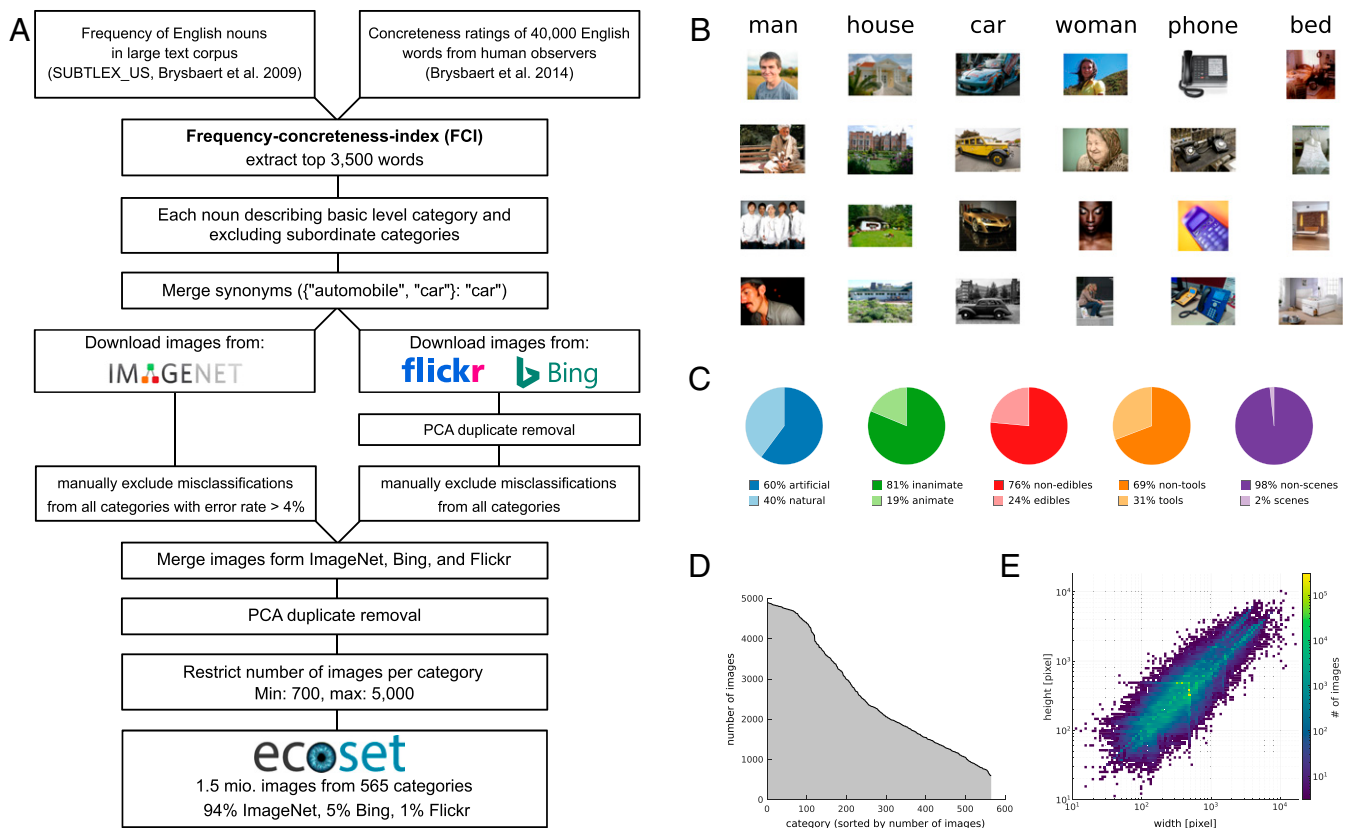 A
Frequency of English nouns
in large text corpus
(SUBTLEX_US, Brysbaert et al. 2009)
Concreteness ratings of 40,000 English
words from human observers
(Brysbaert et al. 2014)
Frequency-concreteness-index (FCI)
extract top 3,500 words
Each noun describing basic level category and
excluding subordinate categories
Merge synonyms ({"automobile", "car"}: "car")
Download images from:
IMAGENET
Download images from:
flickr
Bing
PCA duplicate removal
manually exclude misclassifications
from all categories with error rate > 4%
manually exclude misclassifications
from all categories
Merge images form ImageNet, Bing, and Flickr
PCA duplicate removal
Restrict number of images per category
Min: 700, max: 5,000
ecoset
1.5 mio. images from 565 categories
94% ImageNet, 5% Bing, 1% Flickr
B
man house car woman phone bed
C
60% artificial
40% natural
81% inanimate
19% animate
76% non-edibles
24% edibles
69% non-tools
31% tools
98% non-scenes
2% scenes
D
number of images
5000
4000
3000
2000
1000
0
0 100 200 300 400 500 600
category (sorted by number of images)
E
height [pixel]
10⁴
10³
10²
10¹
10¹ 10² 10³ 10⁴
width [pixel]
10⁵
10⁴
10³
10²
10¹
# of images